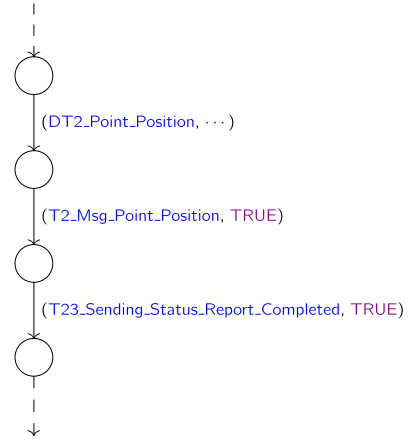 (DT2_Point_Position, ···)
(T2_Msg_Point_Position, TRUE)
(T23_Sending_Status_Report_Completed, TRUE)